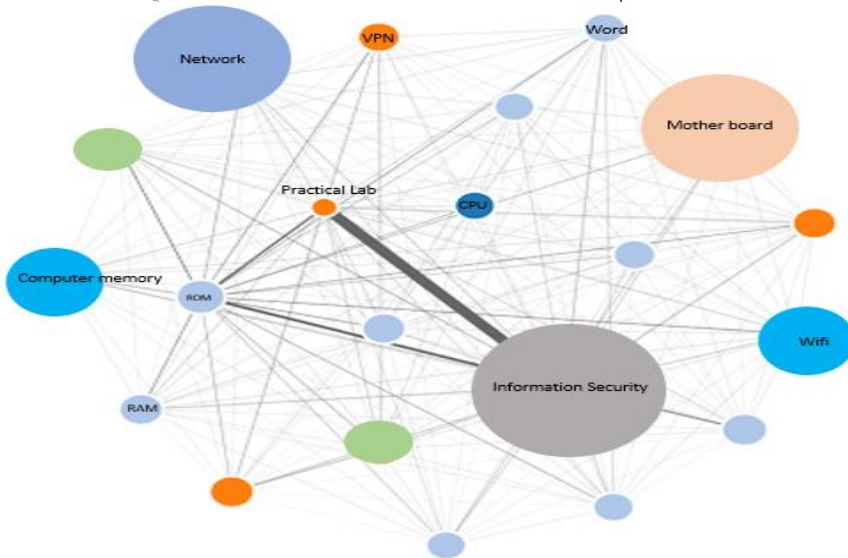 VPN
Word
Network
Mother board
Practical Lab
CPU
Computer memory
ROM
Wifi
Information Security
RAM